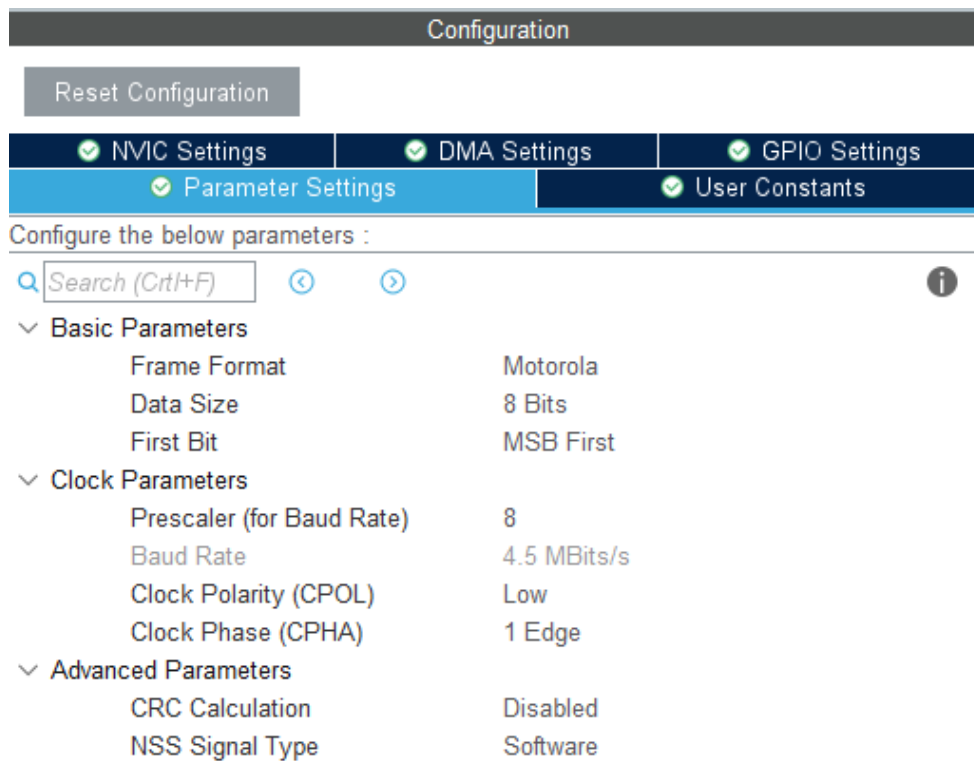 Configuration
Reset Configuration
NVIC Settings DMA Settings GPIO Settings
Parameter Settings User Constants
Configure the below parameters :
Search (Crtl+F)
Basic Parameters
Frame Format Motorola
Data Size 8 Bits
First Bit MSB First
Clock Parameters
Prescaler (for Baud Rate) 8
Baud Rate 4.5 MBits/s
Clock Polarity (CPOL) Low
Clock Phase (CPHA) 1 Edge
Advanced Parameters
CRC Calculation Disabled
NSS Signal Type Software